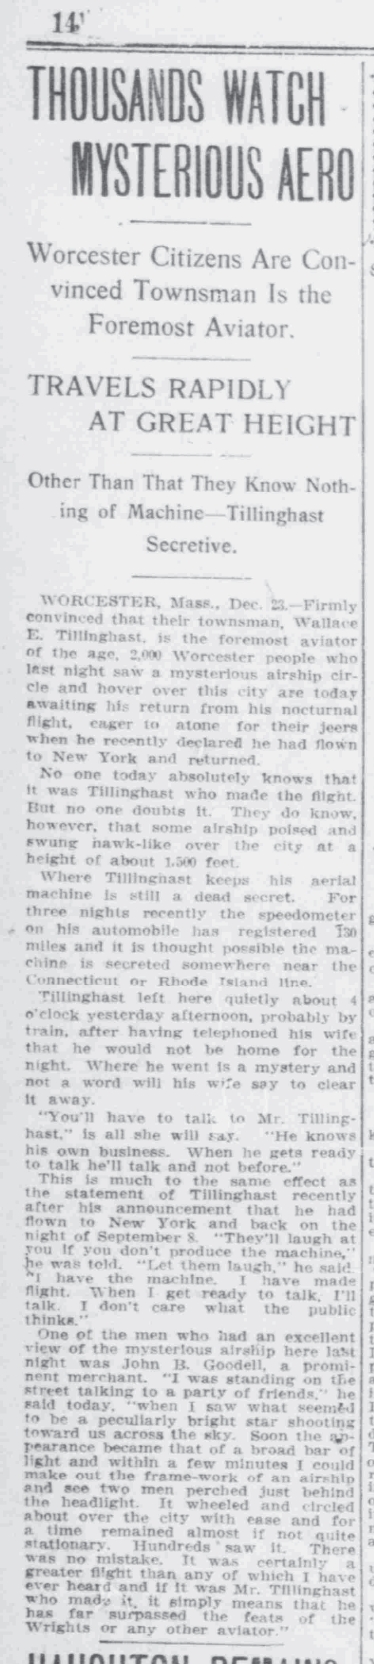 14
THOUSANDS WATCH
MYSTERIOUS AERO
Worcester Citizens Are Con-
vinced Townsman Is the
Foremost Aviator.
TRAVELS RAPIDLY
AT GREAT HEIGHT
Other Than That They Know Noth-
ing of Machine—Tillinghast
Secretive.
WORCESTER, Mass., Dec. 23.—Firmly
convinced that their townsman, Wallace
E. Tillinghast, is the foremost aviator
of the age, 2,000 Worcester people who
last night saw a mysterious airship cir-
cle and hover over this city are today
awaiting his return from his nocturnal
flight, eager to atone for their jeers
when he recently declared he had flown
to New York and returned.
No one today absolutely knows that
it was Tillinghast who made the flight.
But no one doubts it. They do know,
however, that some airship poised and
swung hawk-like over the city at a
height of about 1,500 feet.
Where Tillinghast keeps his aerial
machine is still a dead secret. For
three nights recently the speedometer
on his automobile has registered 130
miles and it is thought possible the ma-
chine is secreted somewhere near the
Connecticut or Rhode Island line.
Tillinghast left here quietly about 4
o'clock yesterday afternoon, probably by
train, after having telephoned his wife
that he would not be home for the
night. Where he went is a mystery and
not a word will his wife say to clear
it away.
"You'll have to talk to Mr. Tilling-
hast," is all she will say. "He knows
his own business. When he gets ready
to talk he'll talk and not before."
This is much to the same effect as
the statement of Tillinghast recently
after his announcement that he had
flown to New York and back on the
night of September 8. "They'll laugh at
you if you don't produce the machine,"
he was told. "Let them laugh," he said.
"I have the machine. I have made
flight. When I get ready to talk, I'll
talk. I don't care what the public
thinks."
One of the men who had an excellent
view of the mysterious airship here last
night was John B. Goodell, a promi-
nent merchant. "I was standing on the
street talking to a party of friends," he
said today, "when I saw what seemed
to be a peculiarly bright star shooting
toward us across the sky. Soon the ap-
pearance became that of a broad bar of
light and within a few minutes I could
make out the frame-work of an airship
and see two men perched just behind
the headlight. It wheeled and circled
about over the city with ease and for
a time remained almost if not quite
stationary. Hundreds saw it. There
was no mistake. It was certainly a
greater flight than any of which I have
ever heard and if it was Mr. Tillinghast
who made it, it simply means that he
has far surpassed the feats of the
Wrights or any other aviator."